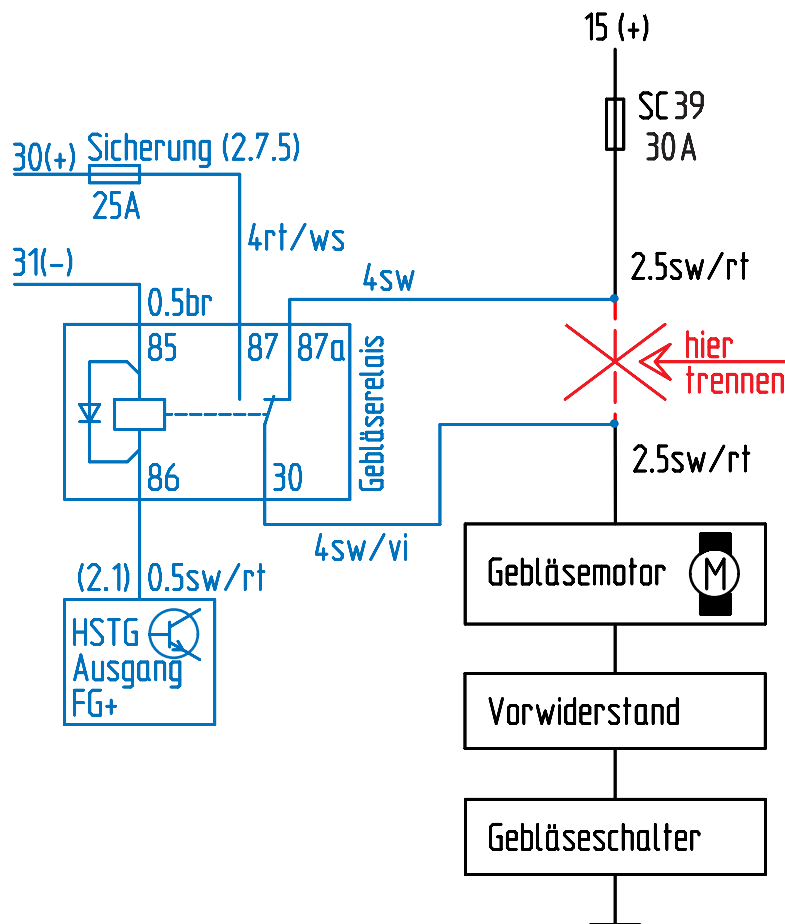 15 (+)
SC39
30A
30(+)
Sicherung (2.7.5)
25A
4rt/ws
31(-)
4sw
2.5sw/rt
0.5br
85
87
87a
hier
trennen
Gebläserelais
86
30
2.5sw/rt
4sw/vi
Gebläsemotor
M
(2.1)
0.5sw/rt
HSTG
Ausgang
FG+
Vorwiderstand
Gebläseschalter